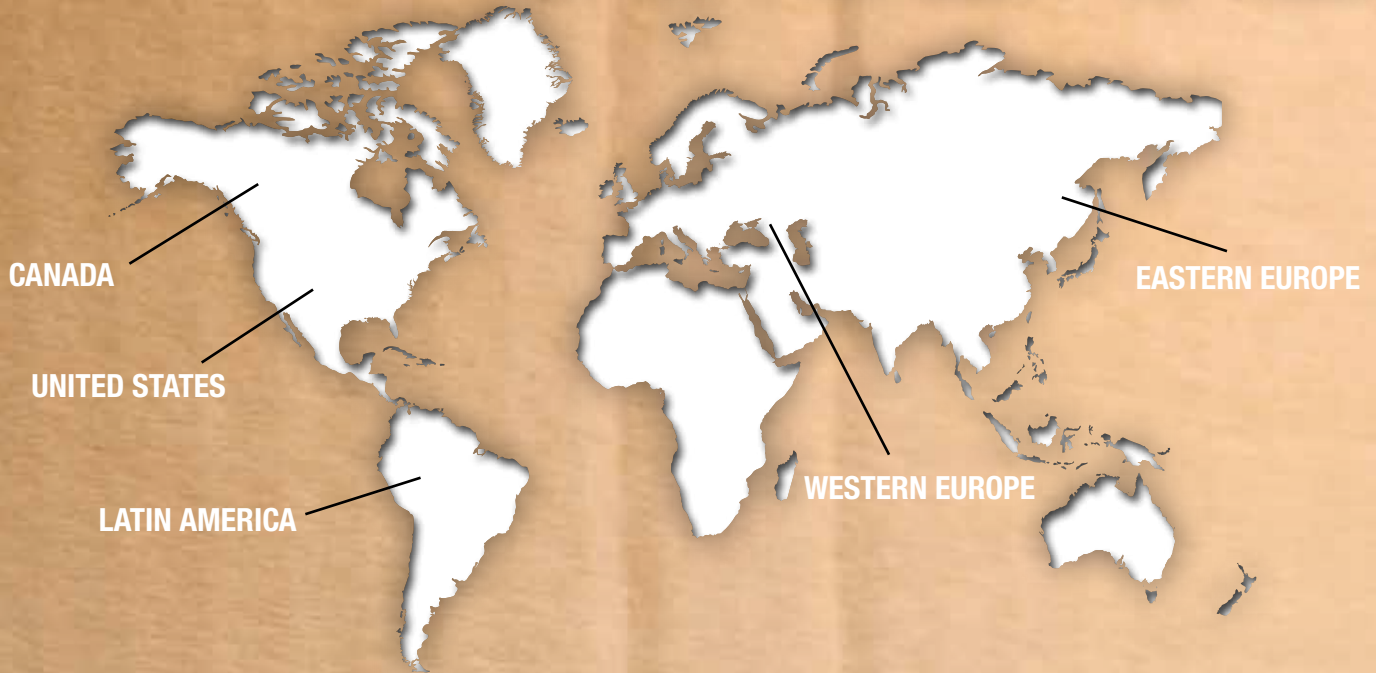 CANADA
EASTERN EUROPE
UNITED STATES
WESTERN EUROPE
LATIN AMERICA